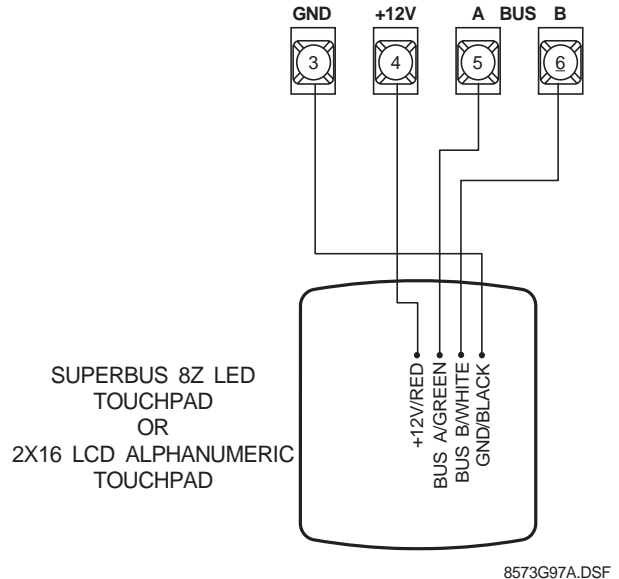 GND +12V A BUS B
3 4 5 6
+12V/RED
BUS A/GREEN
BUS B/WHITE
GND/BLACK
SUPERBUS 8Z LED
TOUCHPAD
OR
2X16 LCD ALPHANUMERIC
TOUCHPAD
8573G97A.DSF